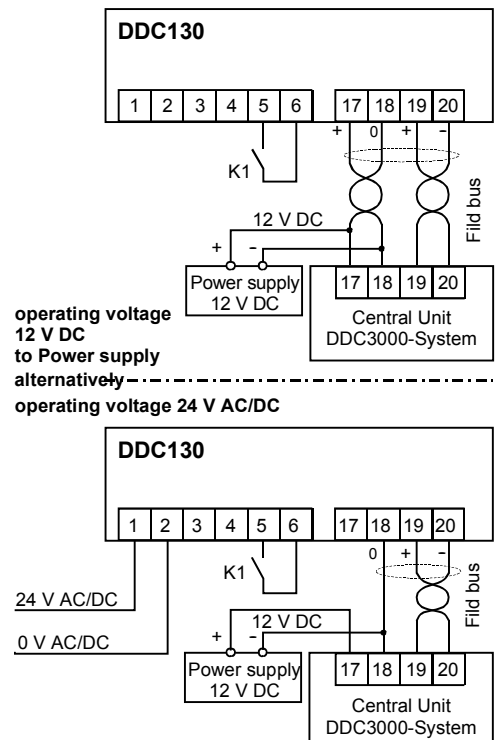 DDC130
1 2 3 4 5 6 17 18 19 20
+ 0 + -
K1
Fild bus
12 V DC
+ -
Power supply
12 V DC
17 18 19 20
Central Unit
DDC3000-System
operating voltage
12 V DC
to Power supply
alternatively
operating voltage 24 V AC/DC
DDC130
1 2 3 4 5 6 17 18 19 20
0 + -
K1
Fild bus
24 V AC/DC
12 V DC
0 V AC/DC
+ -
Power supply
12 V DC
17 18 19 20
Central Unit
DDC3000-System